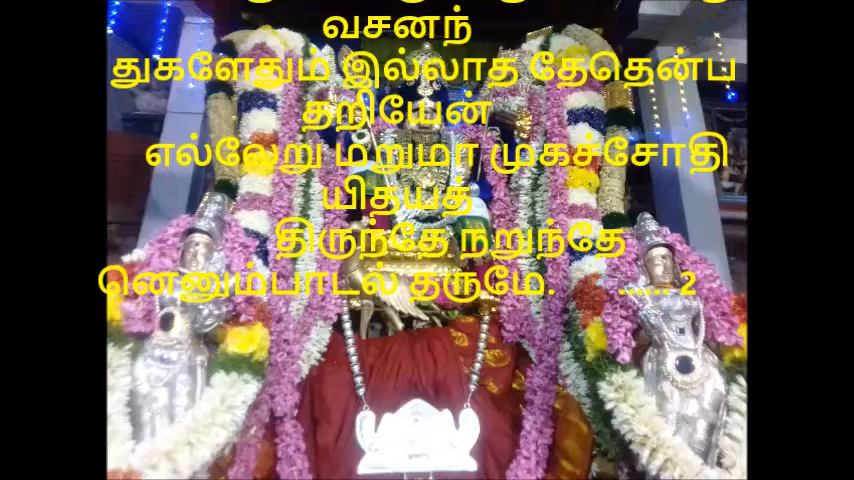 வசனந்
துகளேதும் இல்லாத தேதென்ப
தறியேன்
எல்லேறு மறுமா முகச்சோதி
யிதயத்
திருந்தே நறுந்தே
னெனும்பாடல் தருமே. ...... 2